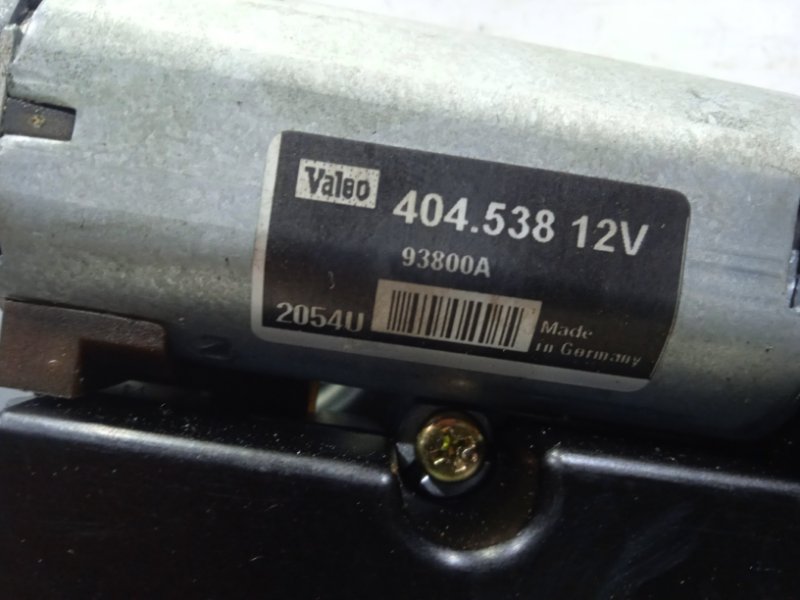 Valeo 404.538 12V
93800A
2054U Made
in Germany